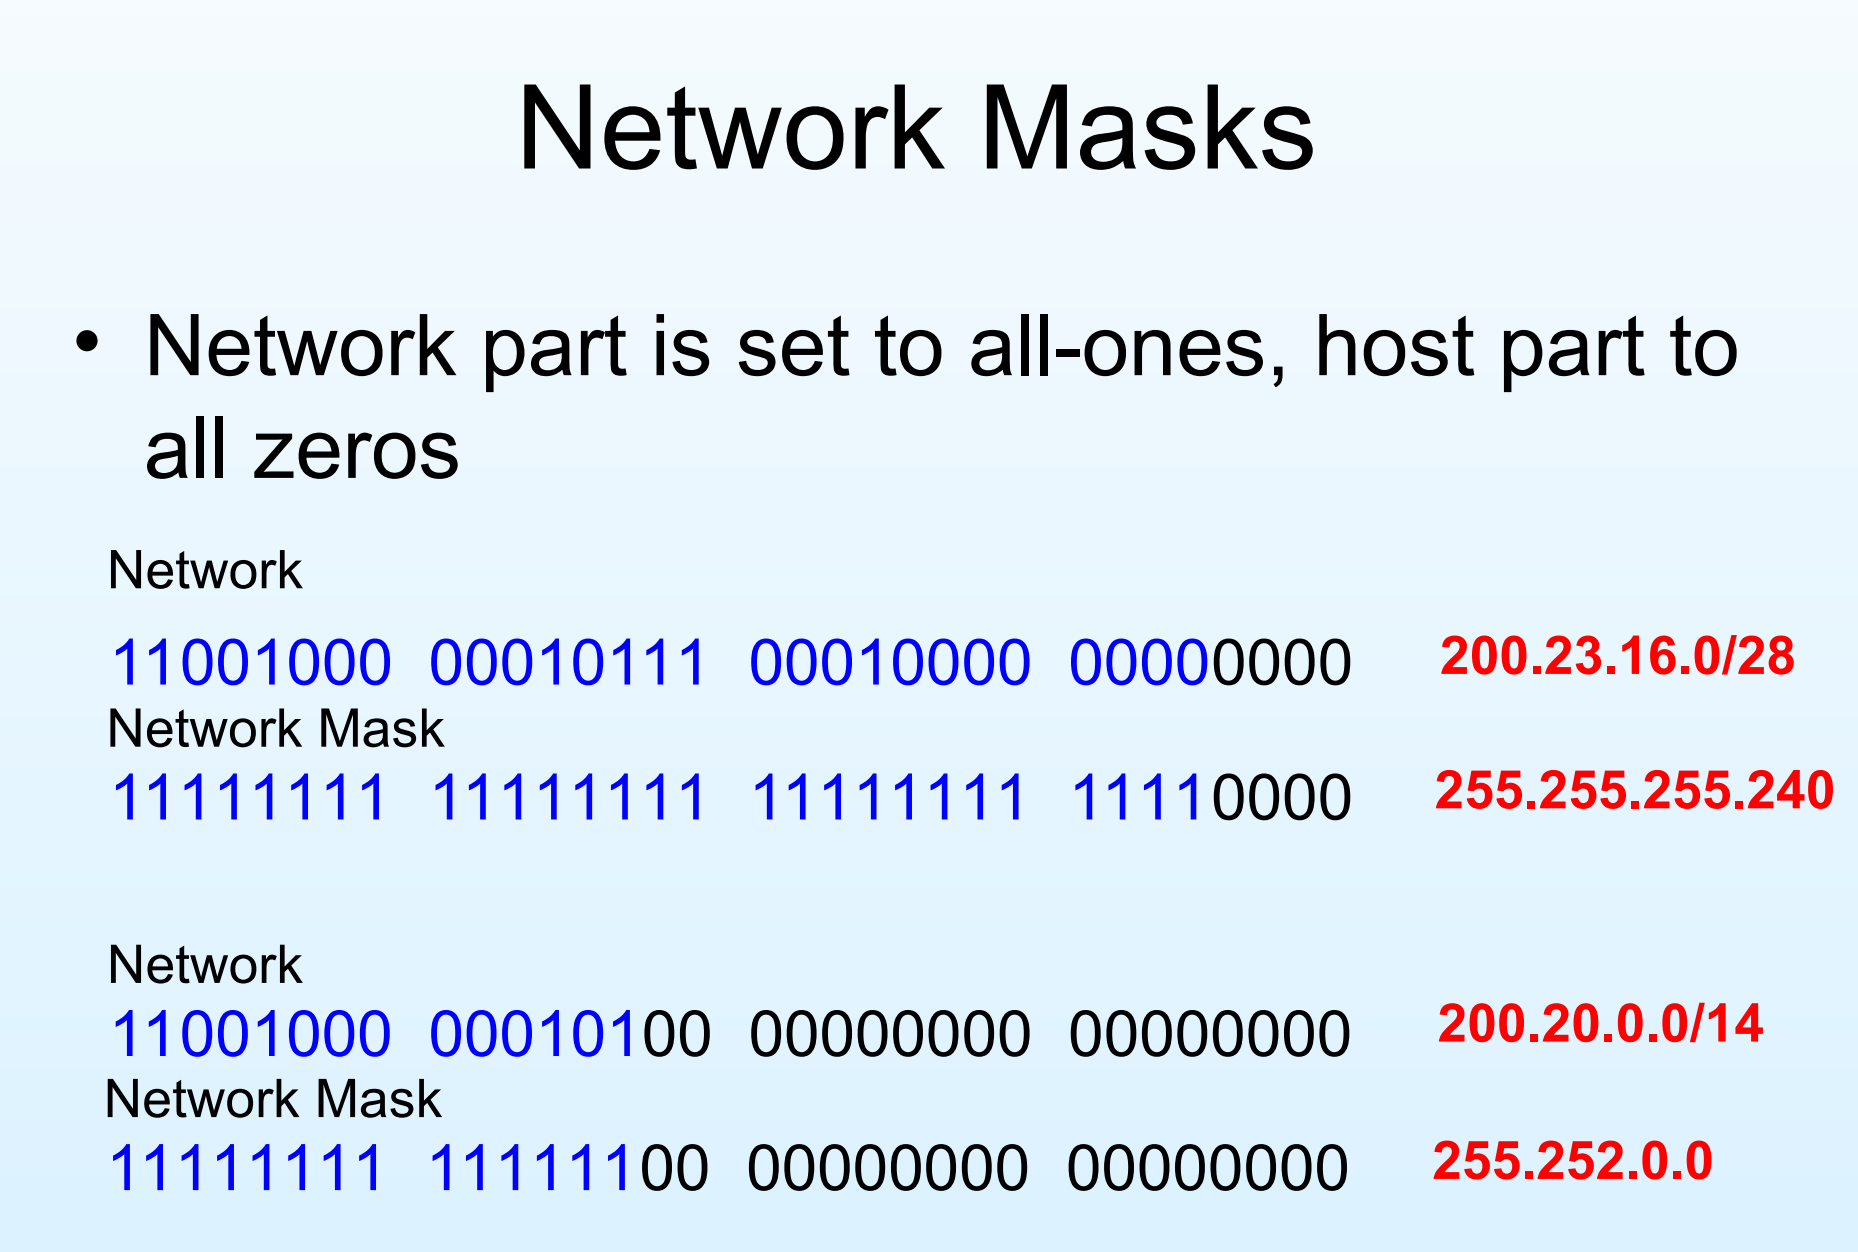 Network Masks
• Network part is set to all-ones, host part to
all zeros
Network
11001000 00010111 00010000 00000000 200.23.16.0/28
Network Mask
11111111 11111111 11111111 11110000 255.255.255.240
Network
11001000 00010100 00000000 00000000 200.20.0.0/14
Network Mask
11111111 11111100 00000000 00000000 255.252.0.0